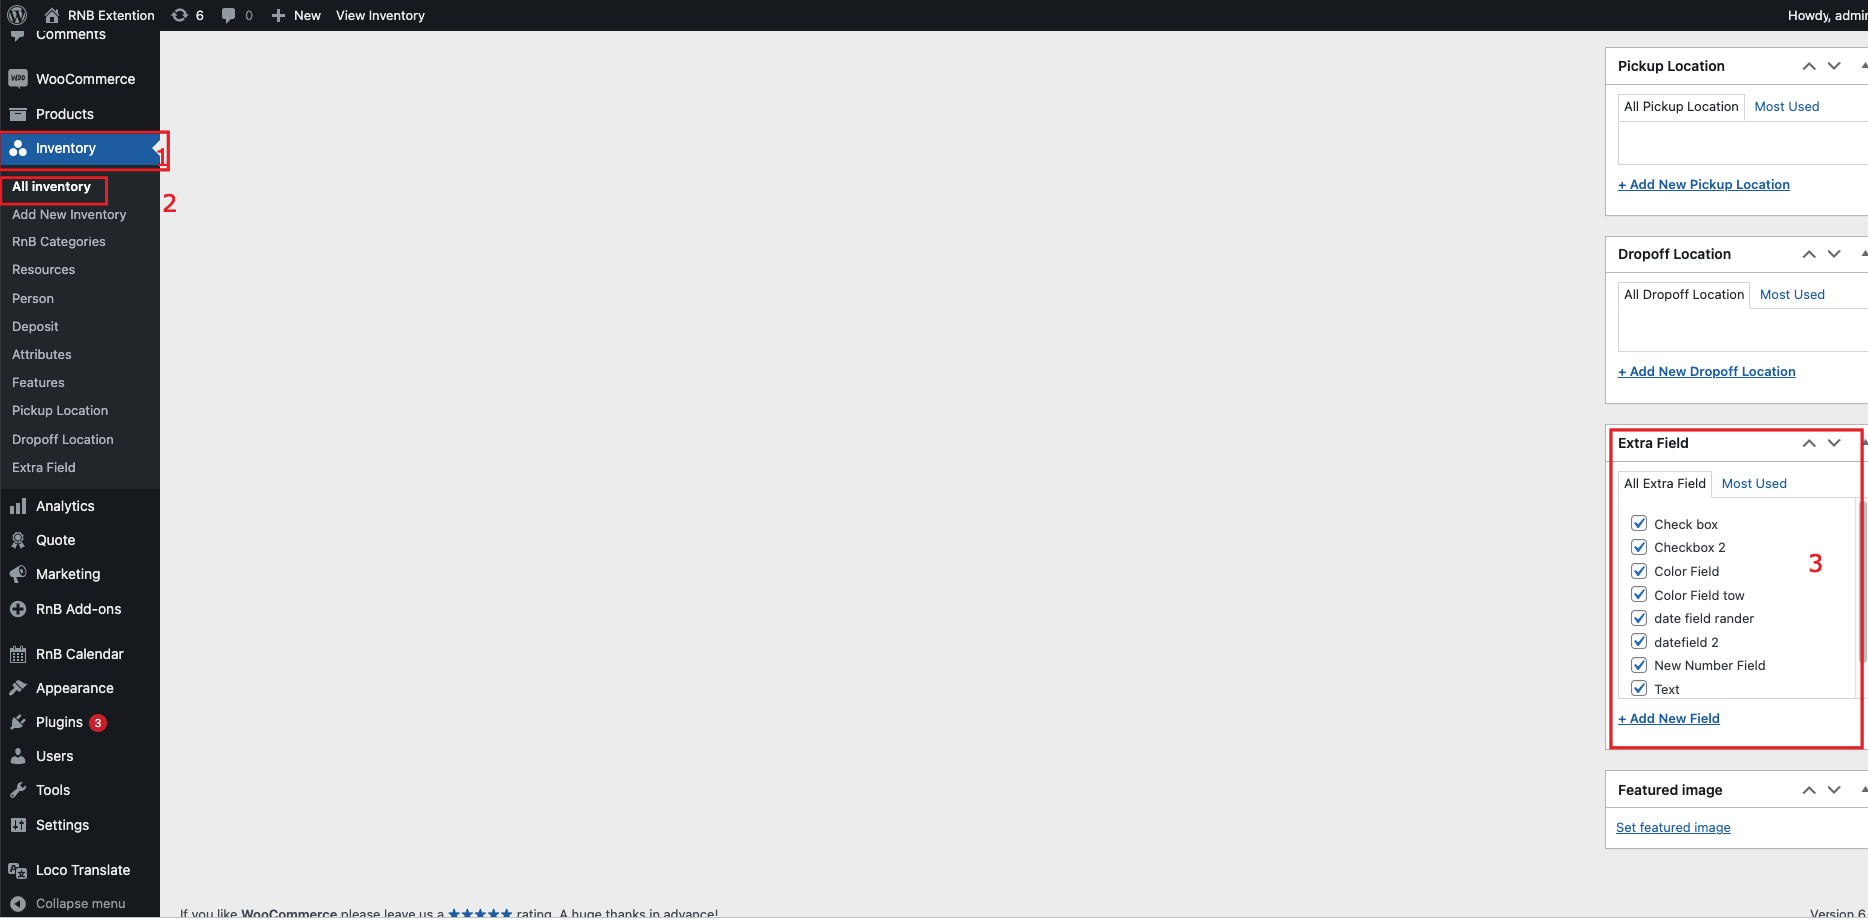 RNB Extention 6 0 New View Inventory Howdy, admin
Comments
WooCommerce
Products
Inventory
1
All inventory
2
Add New Inventory
RnB Categories
Resources
Person
Deposit
Attributes
Features
Pickup Location
Dropoff Location
Extra Field
Analytics
Quote
Marketing
RnB Add-ons
RnB Calendar
Appearance
Plugins 3
Users
Tools
Settings
Loco Translate
Collapse menu
Pickup Location
All Pickup Location Most Used
+ Add New Pickup Location
Dropoff Location
All Dropoff Location Most Used
+ Add New Dropoff Location
Extra Field
All Extra Field Most Used
Check box
Checkbox 2
Color Field
3
Color Field tow
date field rander
datefield 2
New Number Field
Text
+ Add New Field
Featured image
Set featured image
If you like WooCommerce please leave us a ★★★★★ rating. A huge thanks in advance!
Version 6